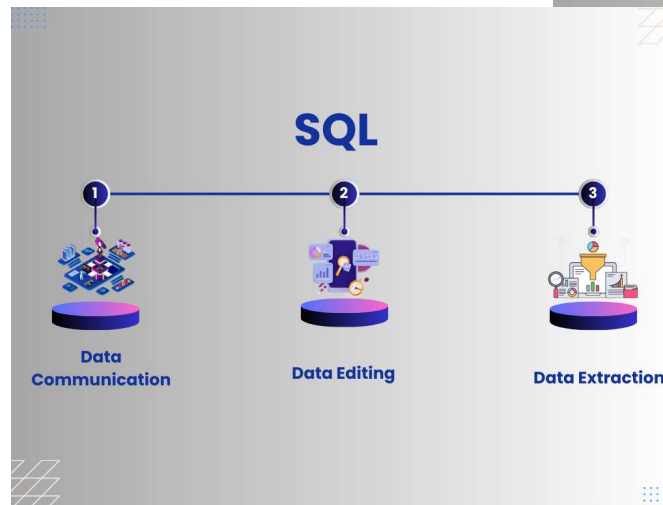 SQL
1
2
3
Data
Communication
Data Editing
Data Extraction